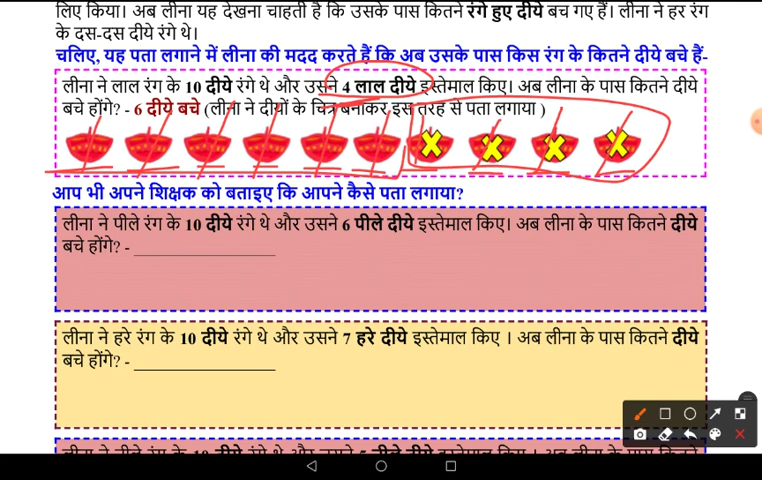 लिए किया। अब लीना यह देखना चाहती है कि उसके पास कितने रंगे हुए दीये बच गए हैं। लीना ने हर रंग
के दस-दस दीये रंगे थे।
चलिए, यह पता लगाने में लीना की मदद करते हैं कि अब उसके पास किस रंग के कितने दीये बचे हैं-
लीना ने लाल रंग के 10 दीये रंगे थे और उसने 4 लाल दीये इस्तेमाल किए। अब लीना के पास कितने दीये
बचे होंगे? - 6 दीये बचे (लीना ने दीयों के चित्र बनाकर इस तरह से पता लगाया )
आप भी अपने शिक्षक को बताइए कि आपने कैसे पता लगाया?
लीना ने पीले रंग के 10 दीये रंगे थे और उसने 6 पीले दीये इस्तेमाल किए। अब लीना के पास कितने दीये
बचे होंगे? - ____________
लीना ने हरे रंग के 10 दीये रंगे थे और उसने 7 हरे दीये इस्तेमाल किए । अब लीना के पास कितने दीये
बचे होंगे? - ____________